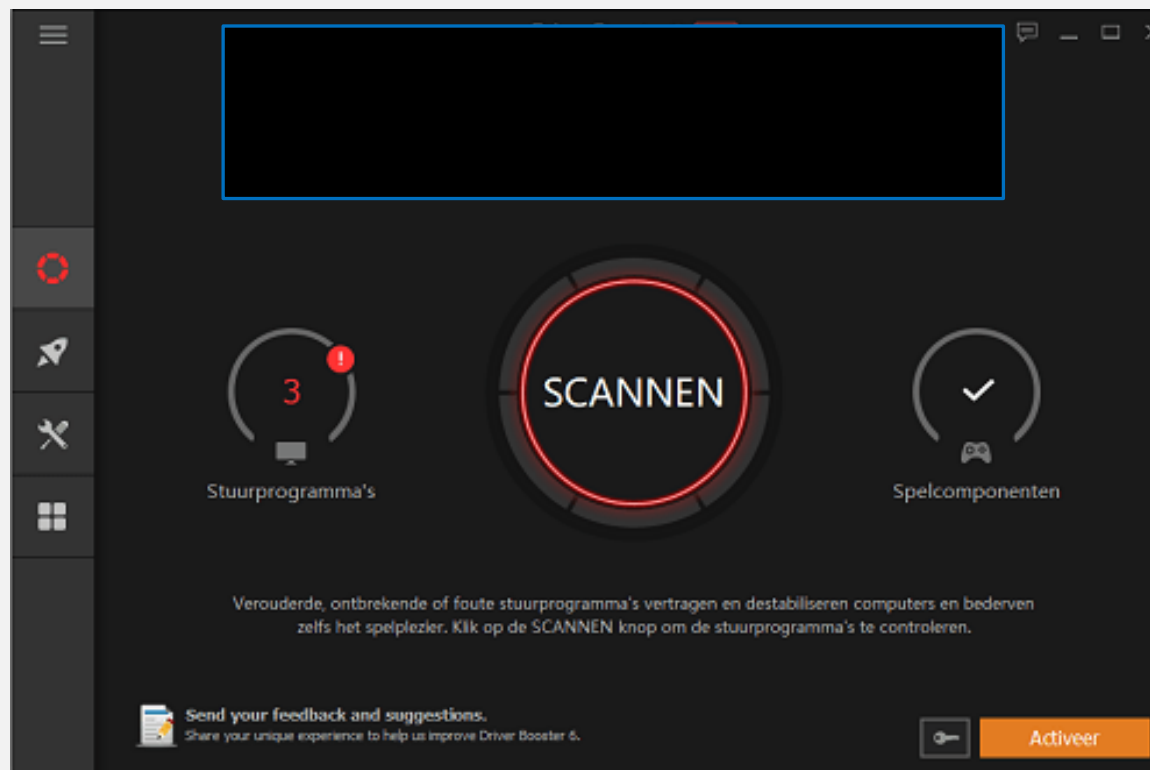 3
!
SCANNEN
Stuurprogramma's
Spelcomponenten
Verouderde, ontbrekende of foute stuurprogramma's vertragen en destabiliseren computers en bederven
zelfs het spelplezier. Klik op de SCANNEN knop om de stuurprogramma's te controleren.
Send your feedback and suggestions.
Share your unique experience to help us improve Driver Booster 6.
Activeer